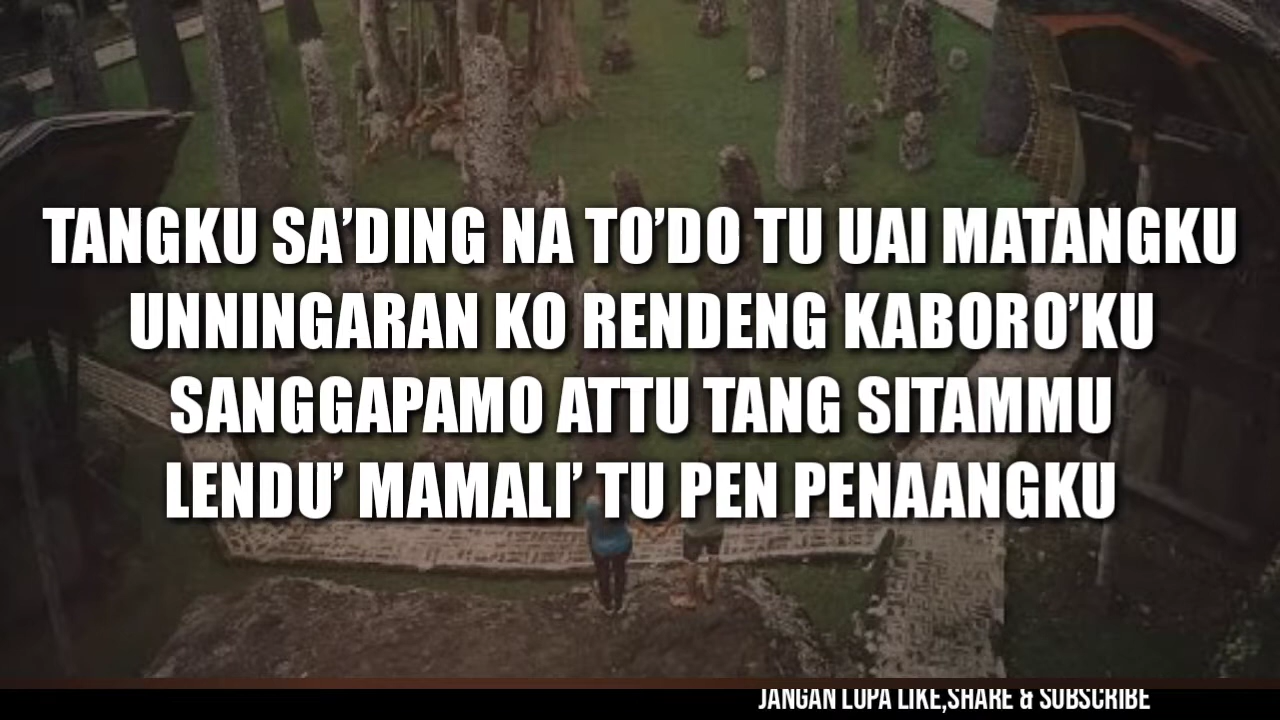 TANGKU SA’DING NA TO’DO TU UAI MATANGKU
UNNINGARAN KO RENDENG KABORO’KU
SANGGAPAMO ATTU TANG SITAMMU
LENDU’ MAMALI’ TU PEN PENAANGKU
JANGAN LUPA LIKE,SHARE & SUBSCRIBE